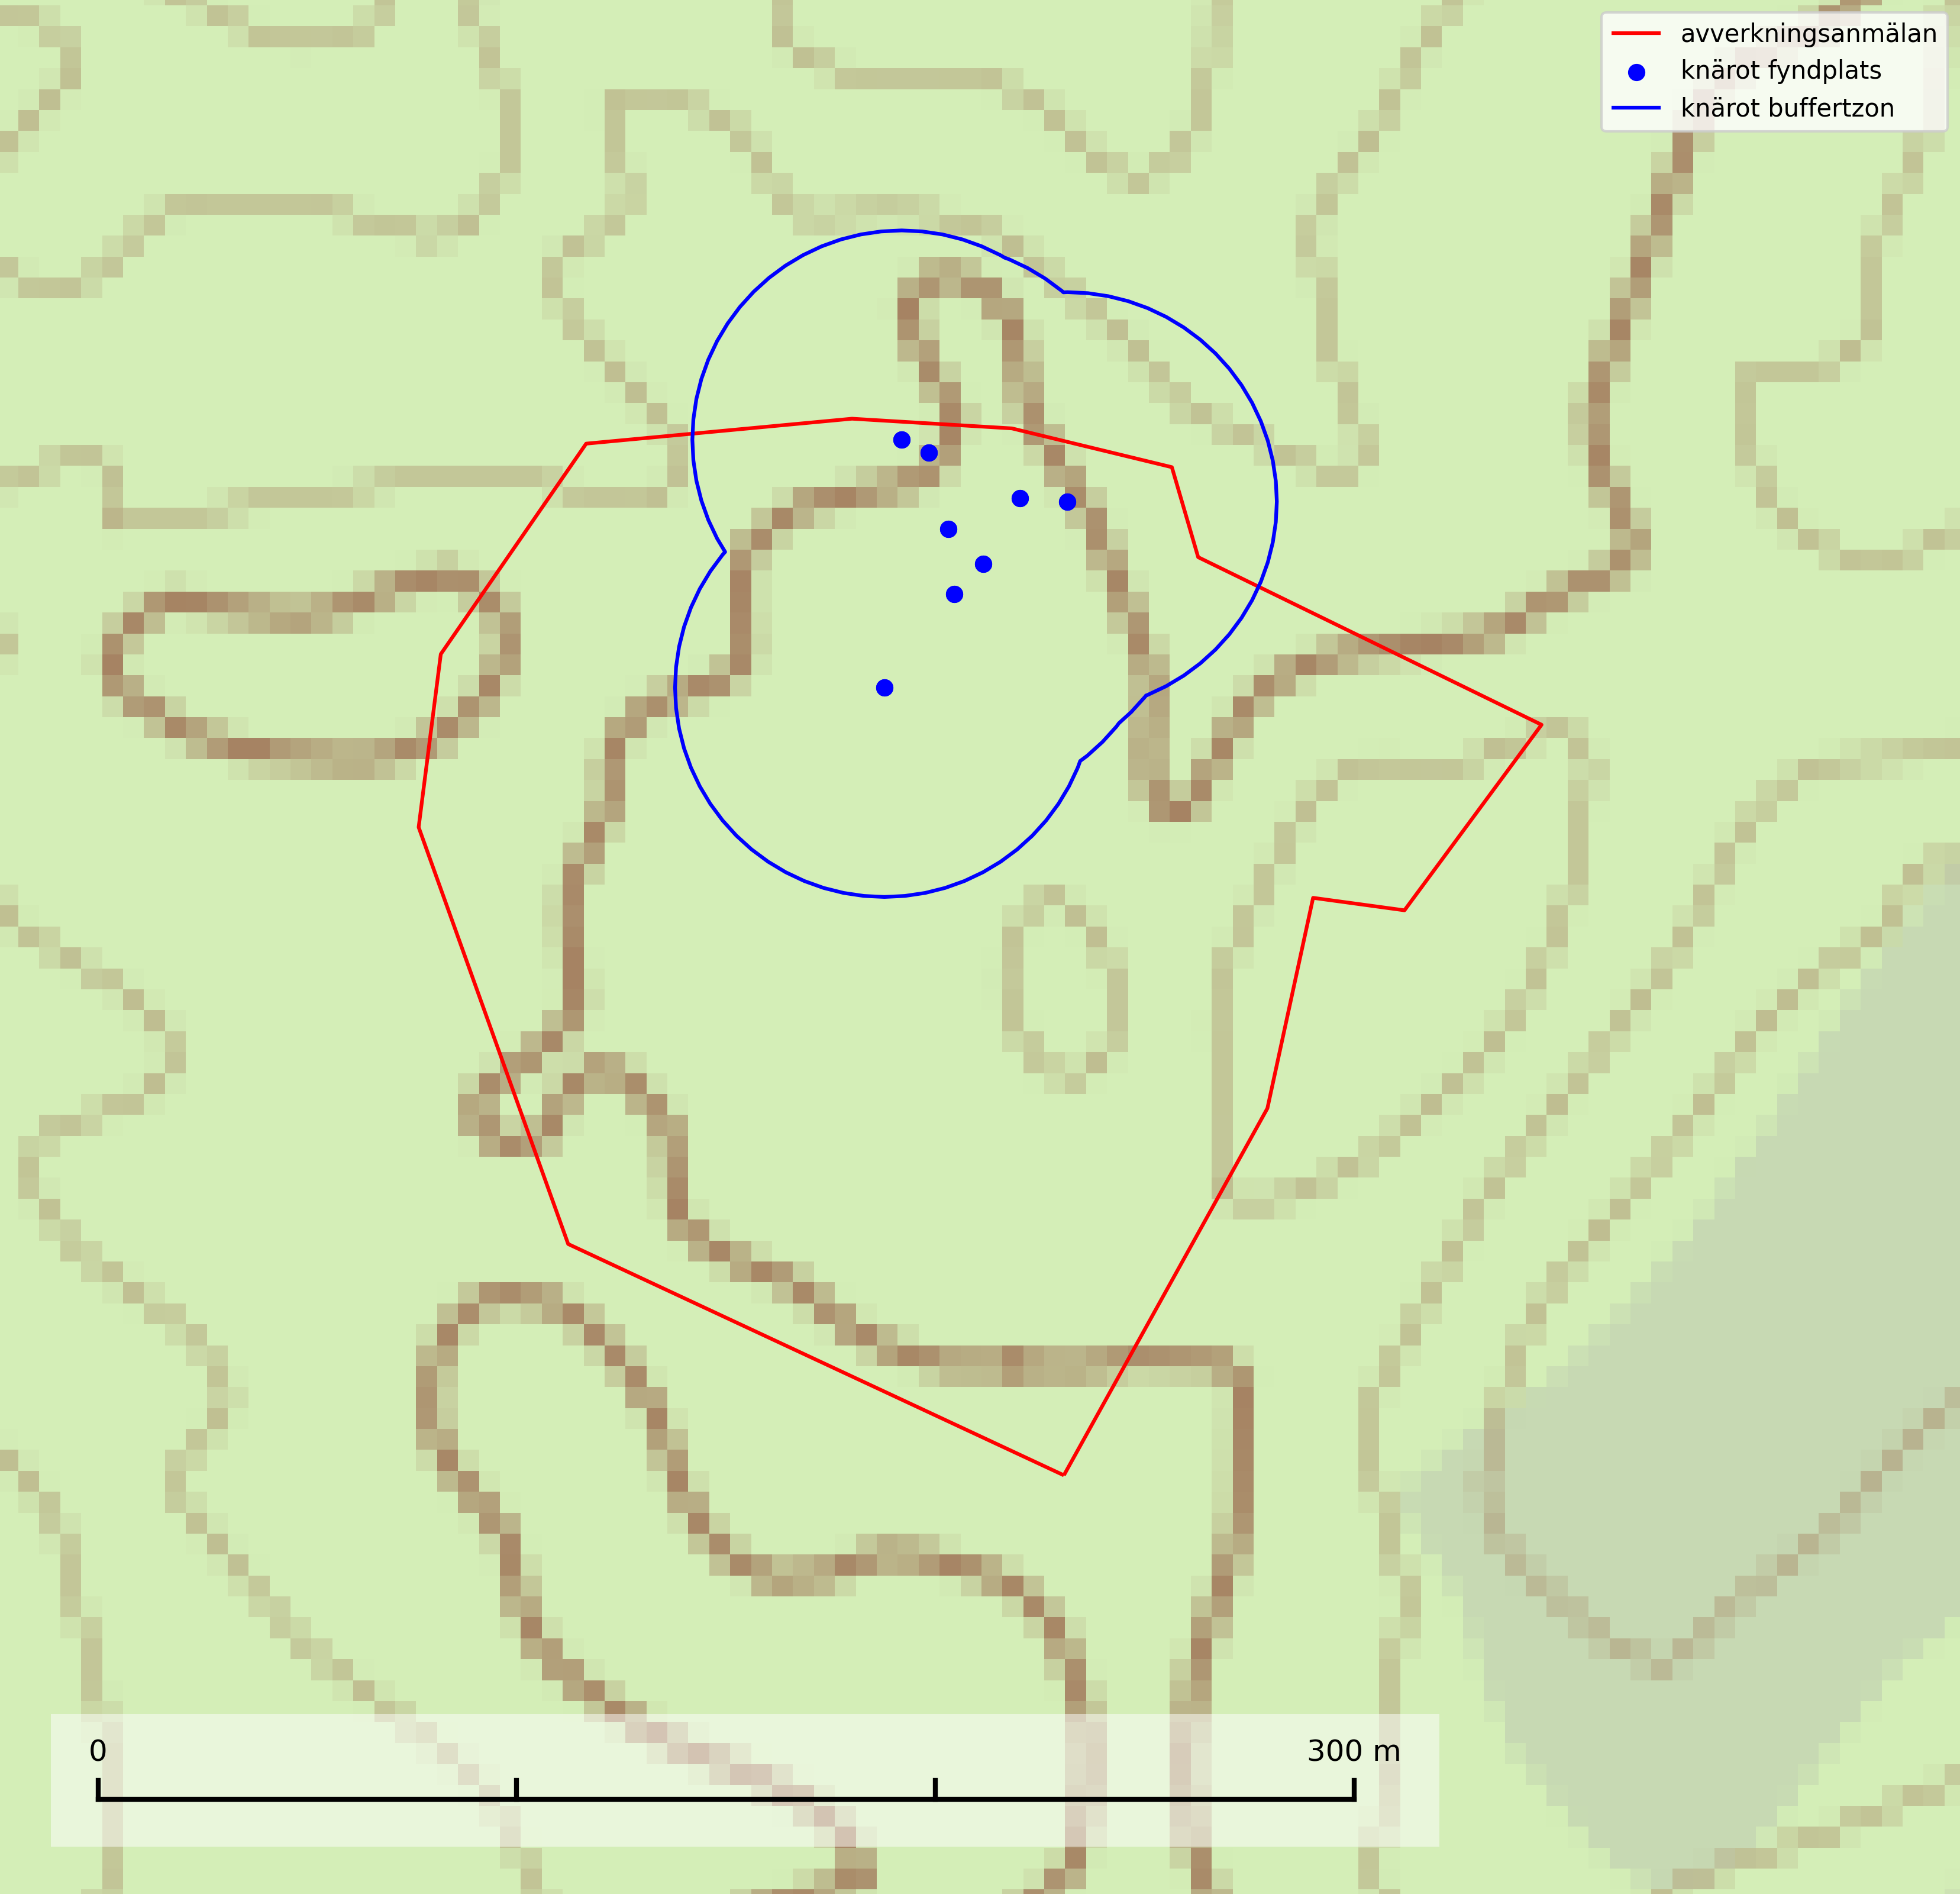 avverkningsanmälan
knärot fyndplats
knärot buffertzon
0
300 m